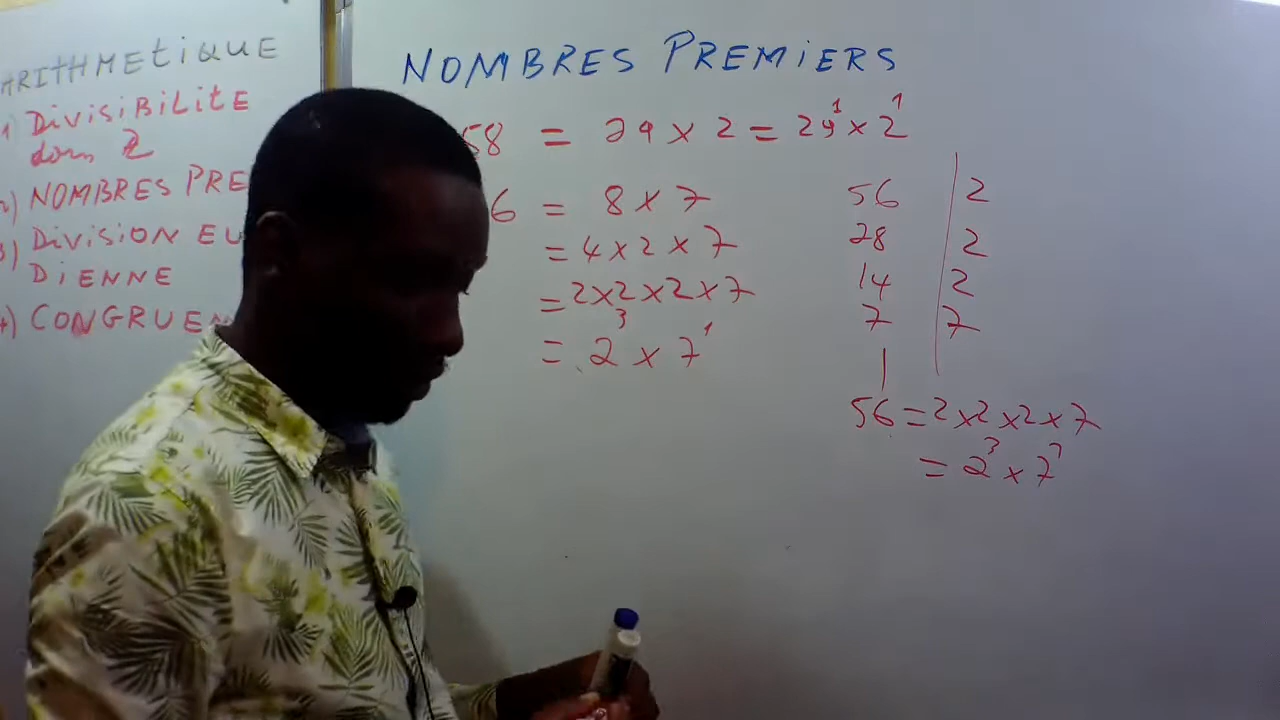 ARITHMEtiQUE
1) DivisiBiLitE
dans Z
2) NOMBRES PRE
3) Division EU
DiENNE
4) CONGRUEN
NOMBRES PREMiERS
58 = 29 x 2 = 29¹ x 2¹
6 = 8 x 7
= 4 x 2 x 7
= 2 x 2 x 2 x 7
= 2³ x 7¹
56 | 2
28 | 2
14 | 2
7 | 7
1
56 = 2 x 2 x 2 x 7
= 2³ x 7¹